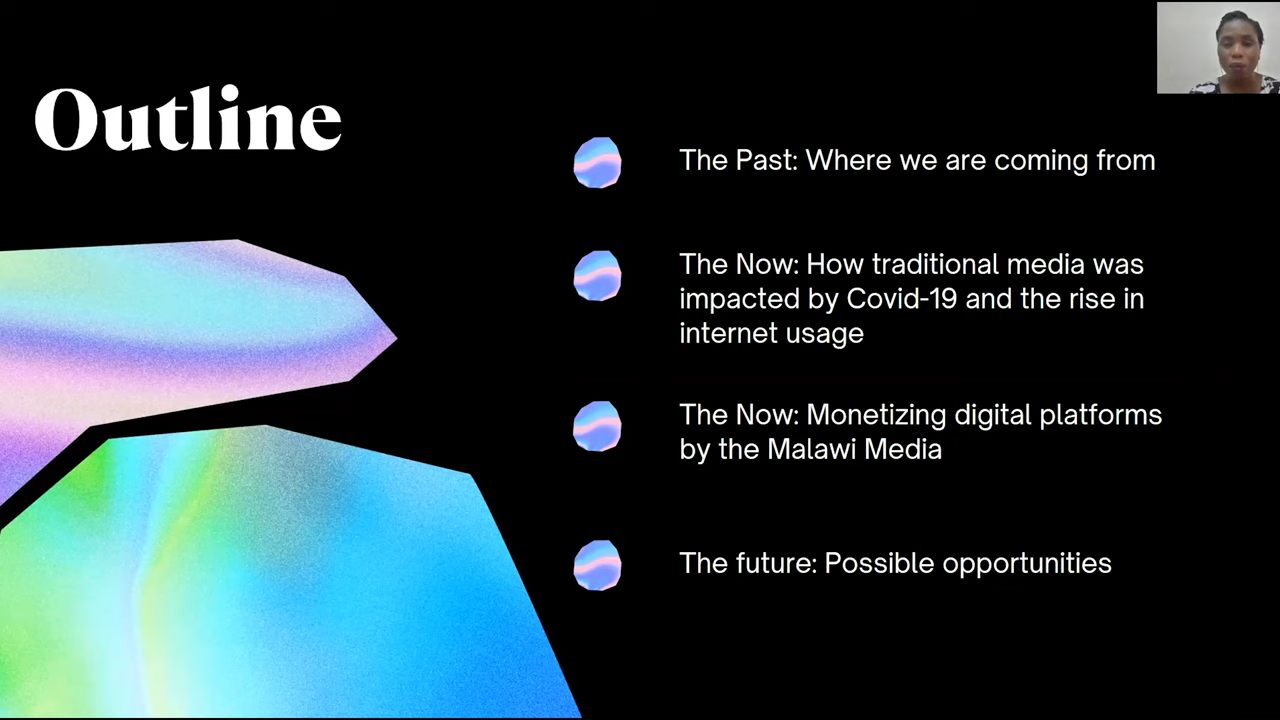 Outline
The Past: Where we are coming from
The Now: How traditional media was
impacted by Covid-19 and the rise in
internet usage
The Now: Monetizing digital platforms
by the Malawi Media
The future: Possible opportunities